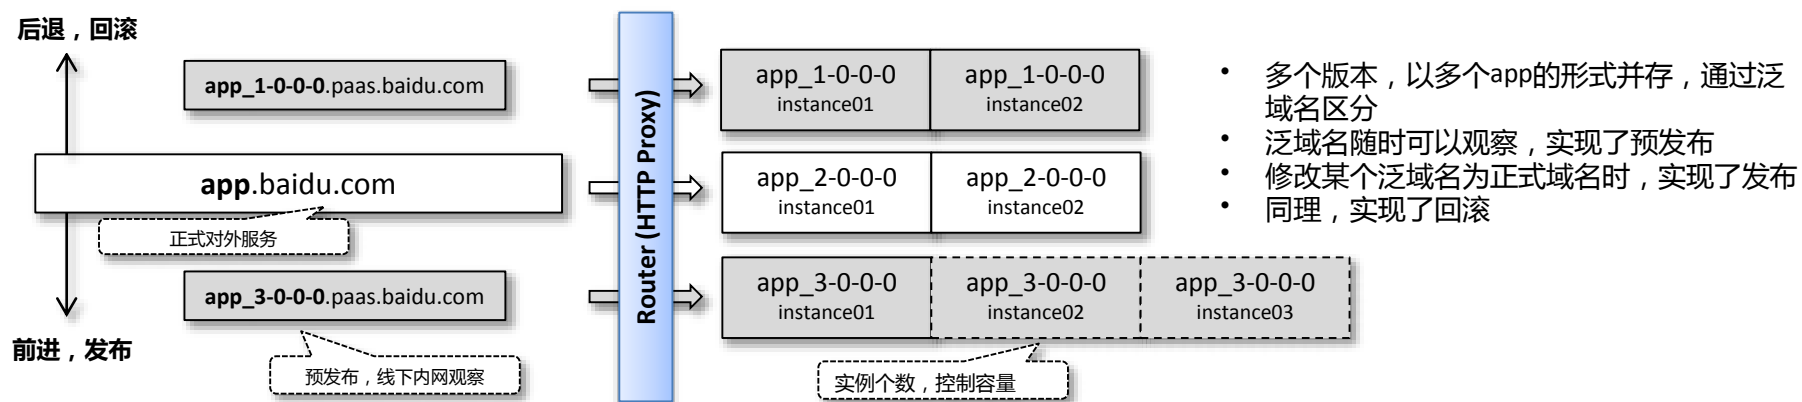 后退，回滚
app_1-0-0-0.paas.baidu.com
app.baidu.com
正式对外服务
app_3-0-0-0.paas.baidu.com
前进，发布
预发布，线下内网观察
Router (HTTP Proxy)
app_1-0-0-0 app_1-0-0-0
instance01 instance02
app_2-0-0-0 app_2-0-0-0
instance01 instance02
app_3-0-0-0 app_3-0-0-0 app_3-0-0-0
instance01 instance02 instance03
实例个数，控制容量
• 多个版本，以多个app的形式并存，通过泛
域名区分
• 泛域名随时可以观察，实现了预发布
• 修改某个泛域名为正式域名时，实现了发布
• 同理，实现了回滚